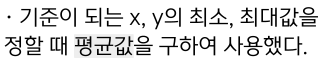 · 기준이 되는 x, y의 최소, 최대값을
정할 때 평균값을 구하여 사용했다.